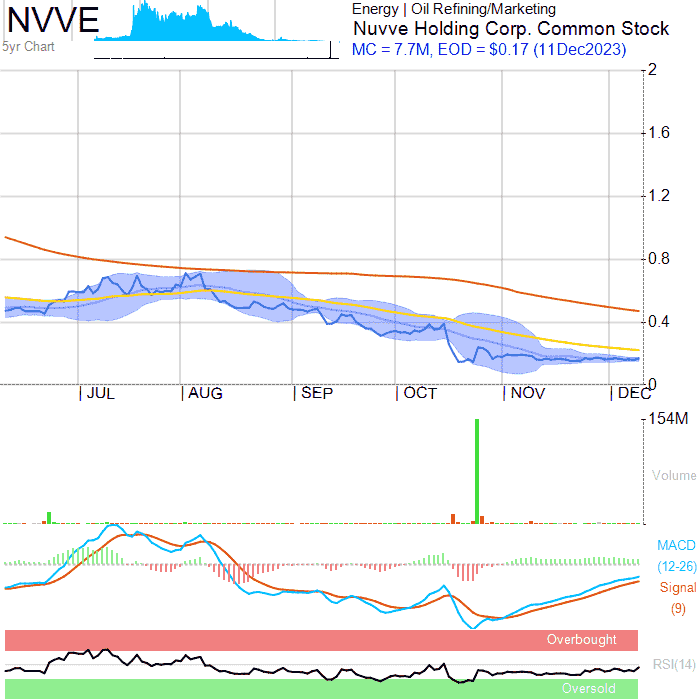 NVVE
5yr Chart
Energy | Oil Refining/Marketing
Nuvve Holding Corp. Common Stock
MC = 7.7M, EOD = $0.17 (11Dec2023)
2
1.6
1.2
0.8
0.4
0
| JUL | AUG | SEP | OCT | NOV | DEC
154M
Volume
MACD
(12-26)
Signal
(9)
Overbought
RSI(14)
Oversold